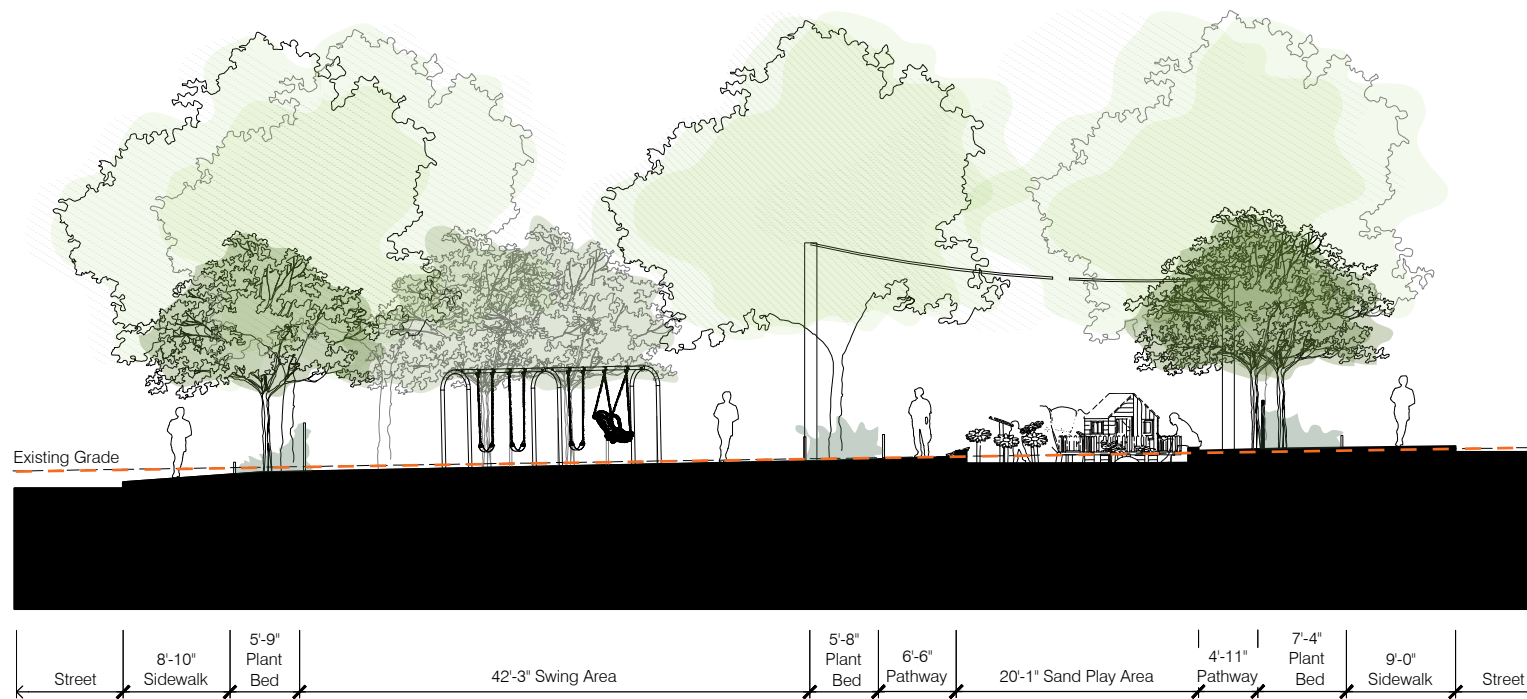 Existing Grade
Street
8'-10"
Sidewalk
5'-9"
Plant
Bed
42'-3" Swing Area
5'-8"
Plant
Bed
6'-6"
Pathway
20'-1" Sand Play Area
4'-11"
Pathway
7'-4"
Plant
Bed
9'-0"
Sidewalk
Street